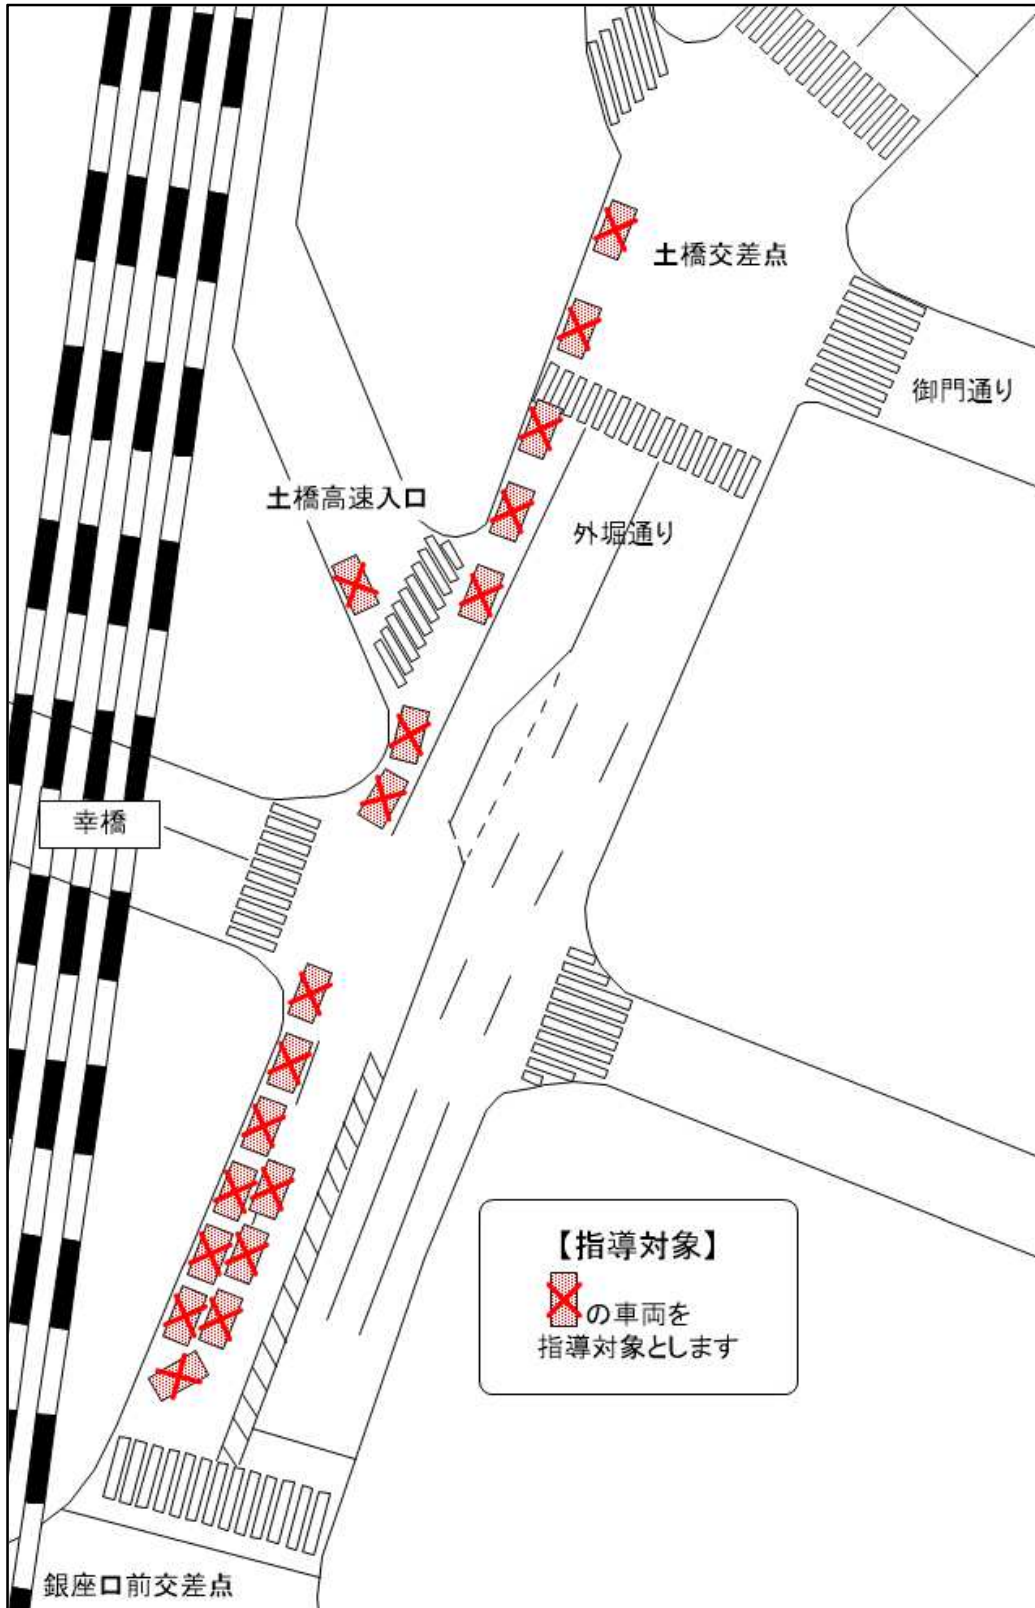 土橋交差点
御門通り
土橋高速入口
外堀通り
幸橋
【指導対象】
の車両を
指導対象とします
銀座口前交差点